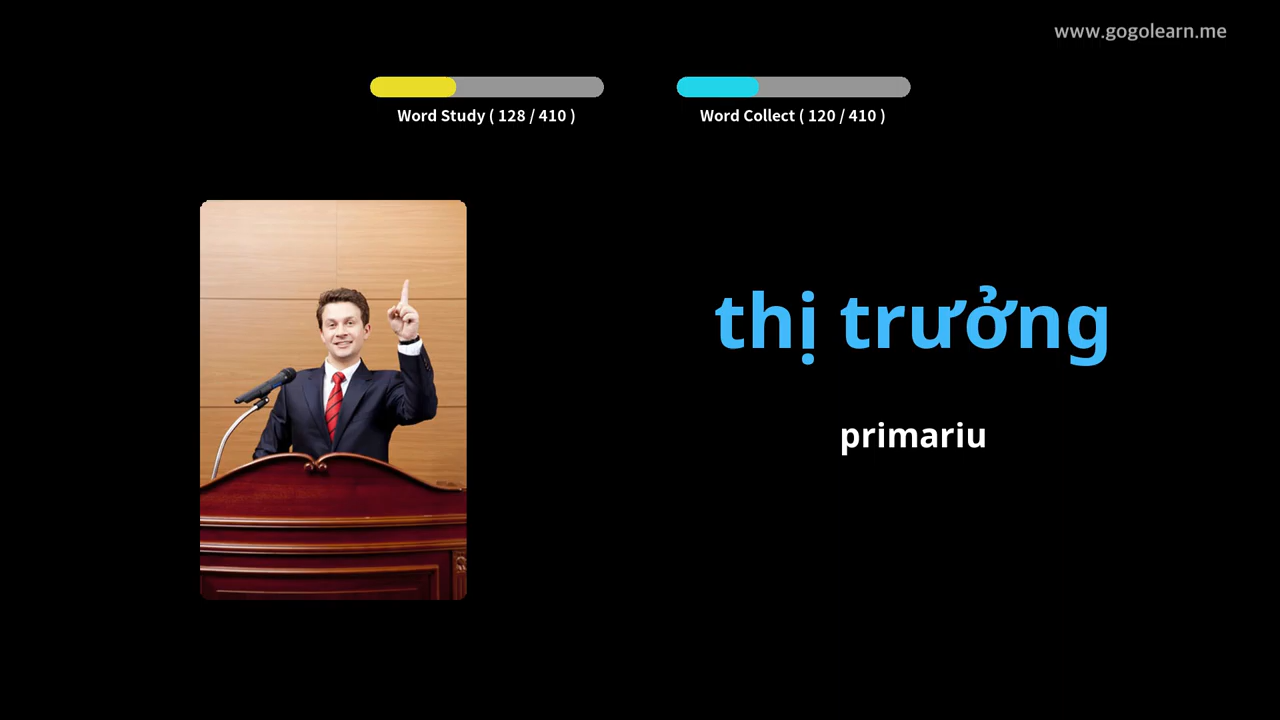 www.gogolearn.me
Word Study ( 128 / 410 )
Word Collect ( 120 / 410 )
thị trưởng
primariu